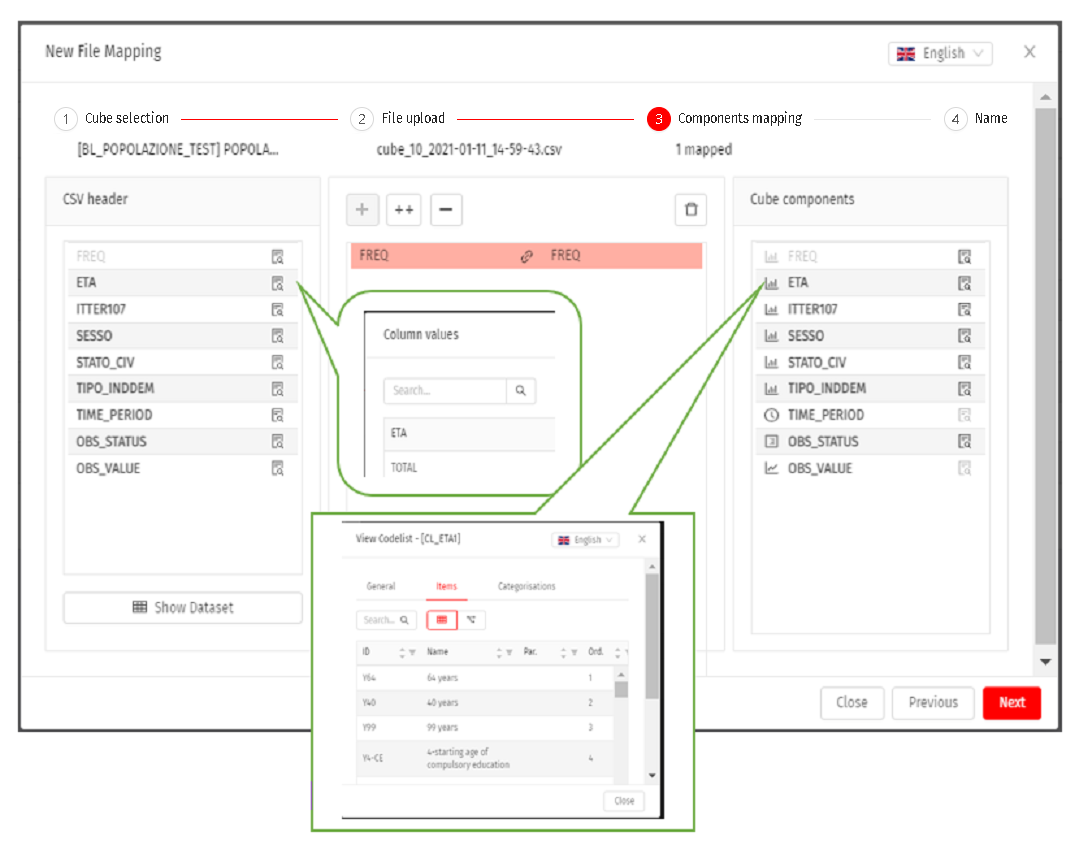 New File Mapping
English
1 Cube selection
2 File upload
3 Components mapping
4 Name
[BL_POPOLAZIONE_TEST] POPOLA...
cube_10_2021-01-11_14-59-43.csv
1 mapped
CSV header
FREQ
ETA
ITTER107
SESSO
STATO_CIV
TIPO_INDDEM
TIME_PERIOD
OBS_STATUS
OBS_VALUE
Show Dataset
FREQ FREQ
Column values
Search...
ETA
TOTAL
Cube components
FREQ
ETA
ITTER107
SESSO
STATO_CIV
TIPO_INDDEM
TIME_PERIOD
OBS_STATUS
OBS_VALUE
View Codelist - [CL_ETA1]
English
General Items Categorisations
Search...
ID Name Par. Ord.
Y64 64 years 1
Y40 40 years 2
Y99 99 years 3
Y4-CE 4-starting age of
compulsory education 4
Close
Close Previous Next